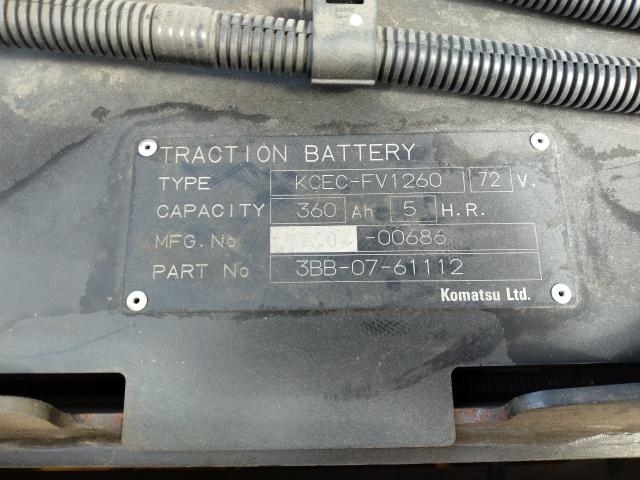 TRACTION BATTERY
TYPE KCEC-FV1260 72 V.
CAPACITY 360 Ah 5 H.R.
MFG.No -00686
PART No 3BB-07-61112
Komatsu Ltd.